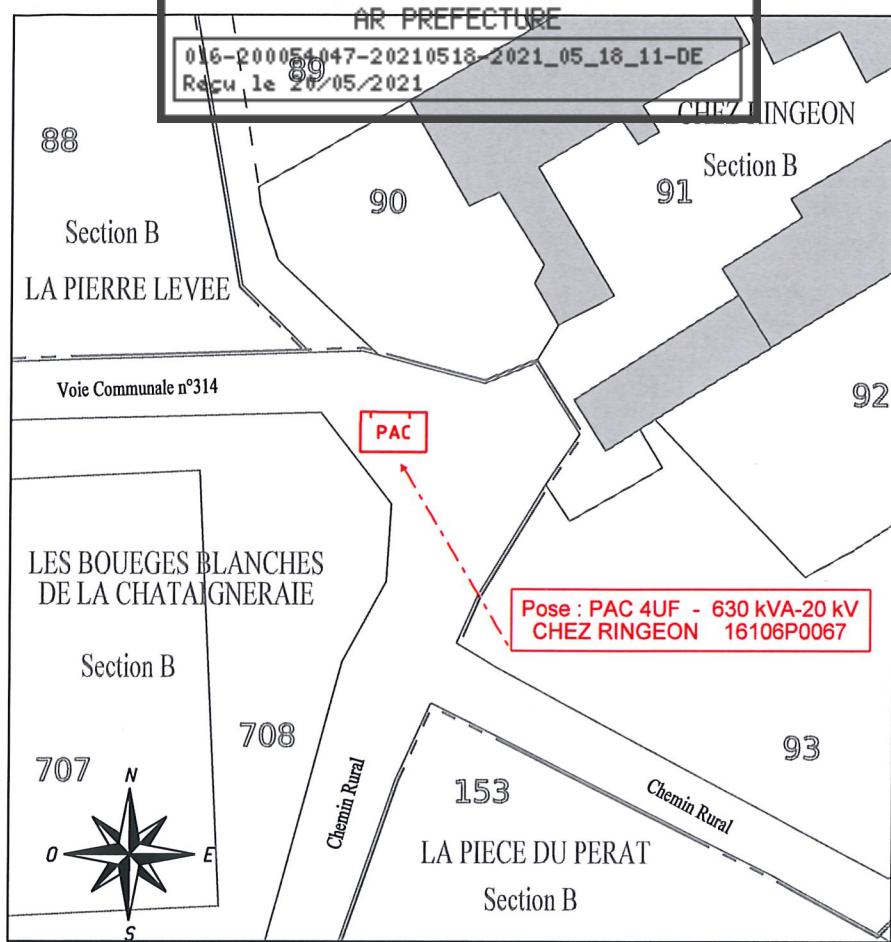 AR PREFECTURE
016-200054047-20210518-2021_05_18_11-DE
Reçu le 20/05/2021
89
CHEZ RINGEON
Section B
88
90
91
Section B
LA PIERRE LEVEE
Voie Communale n°314
92
PAC
LES BOUEGES BLANCHES
DE LA CHATAIGNERAIE
Section B
Pose : PAC 4UF - 630 kVA-20 kV
CHEZ RINGEON 16106P0067
708
707
93
153
Chemin Rural
Chemin Rural
LA PIECE DU PERAT
Section B
N
O
E
S